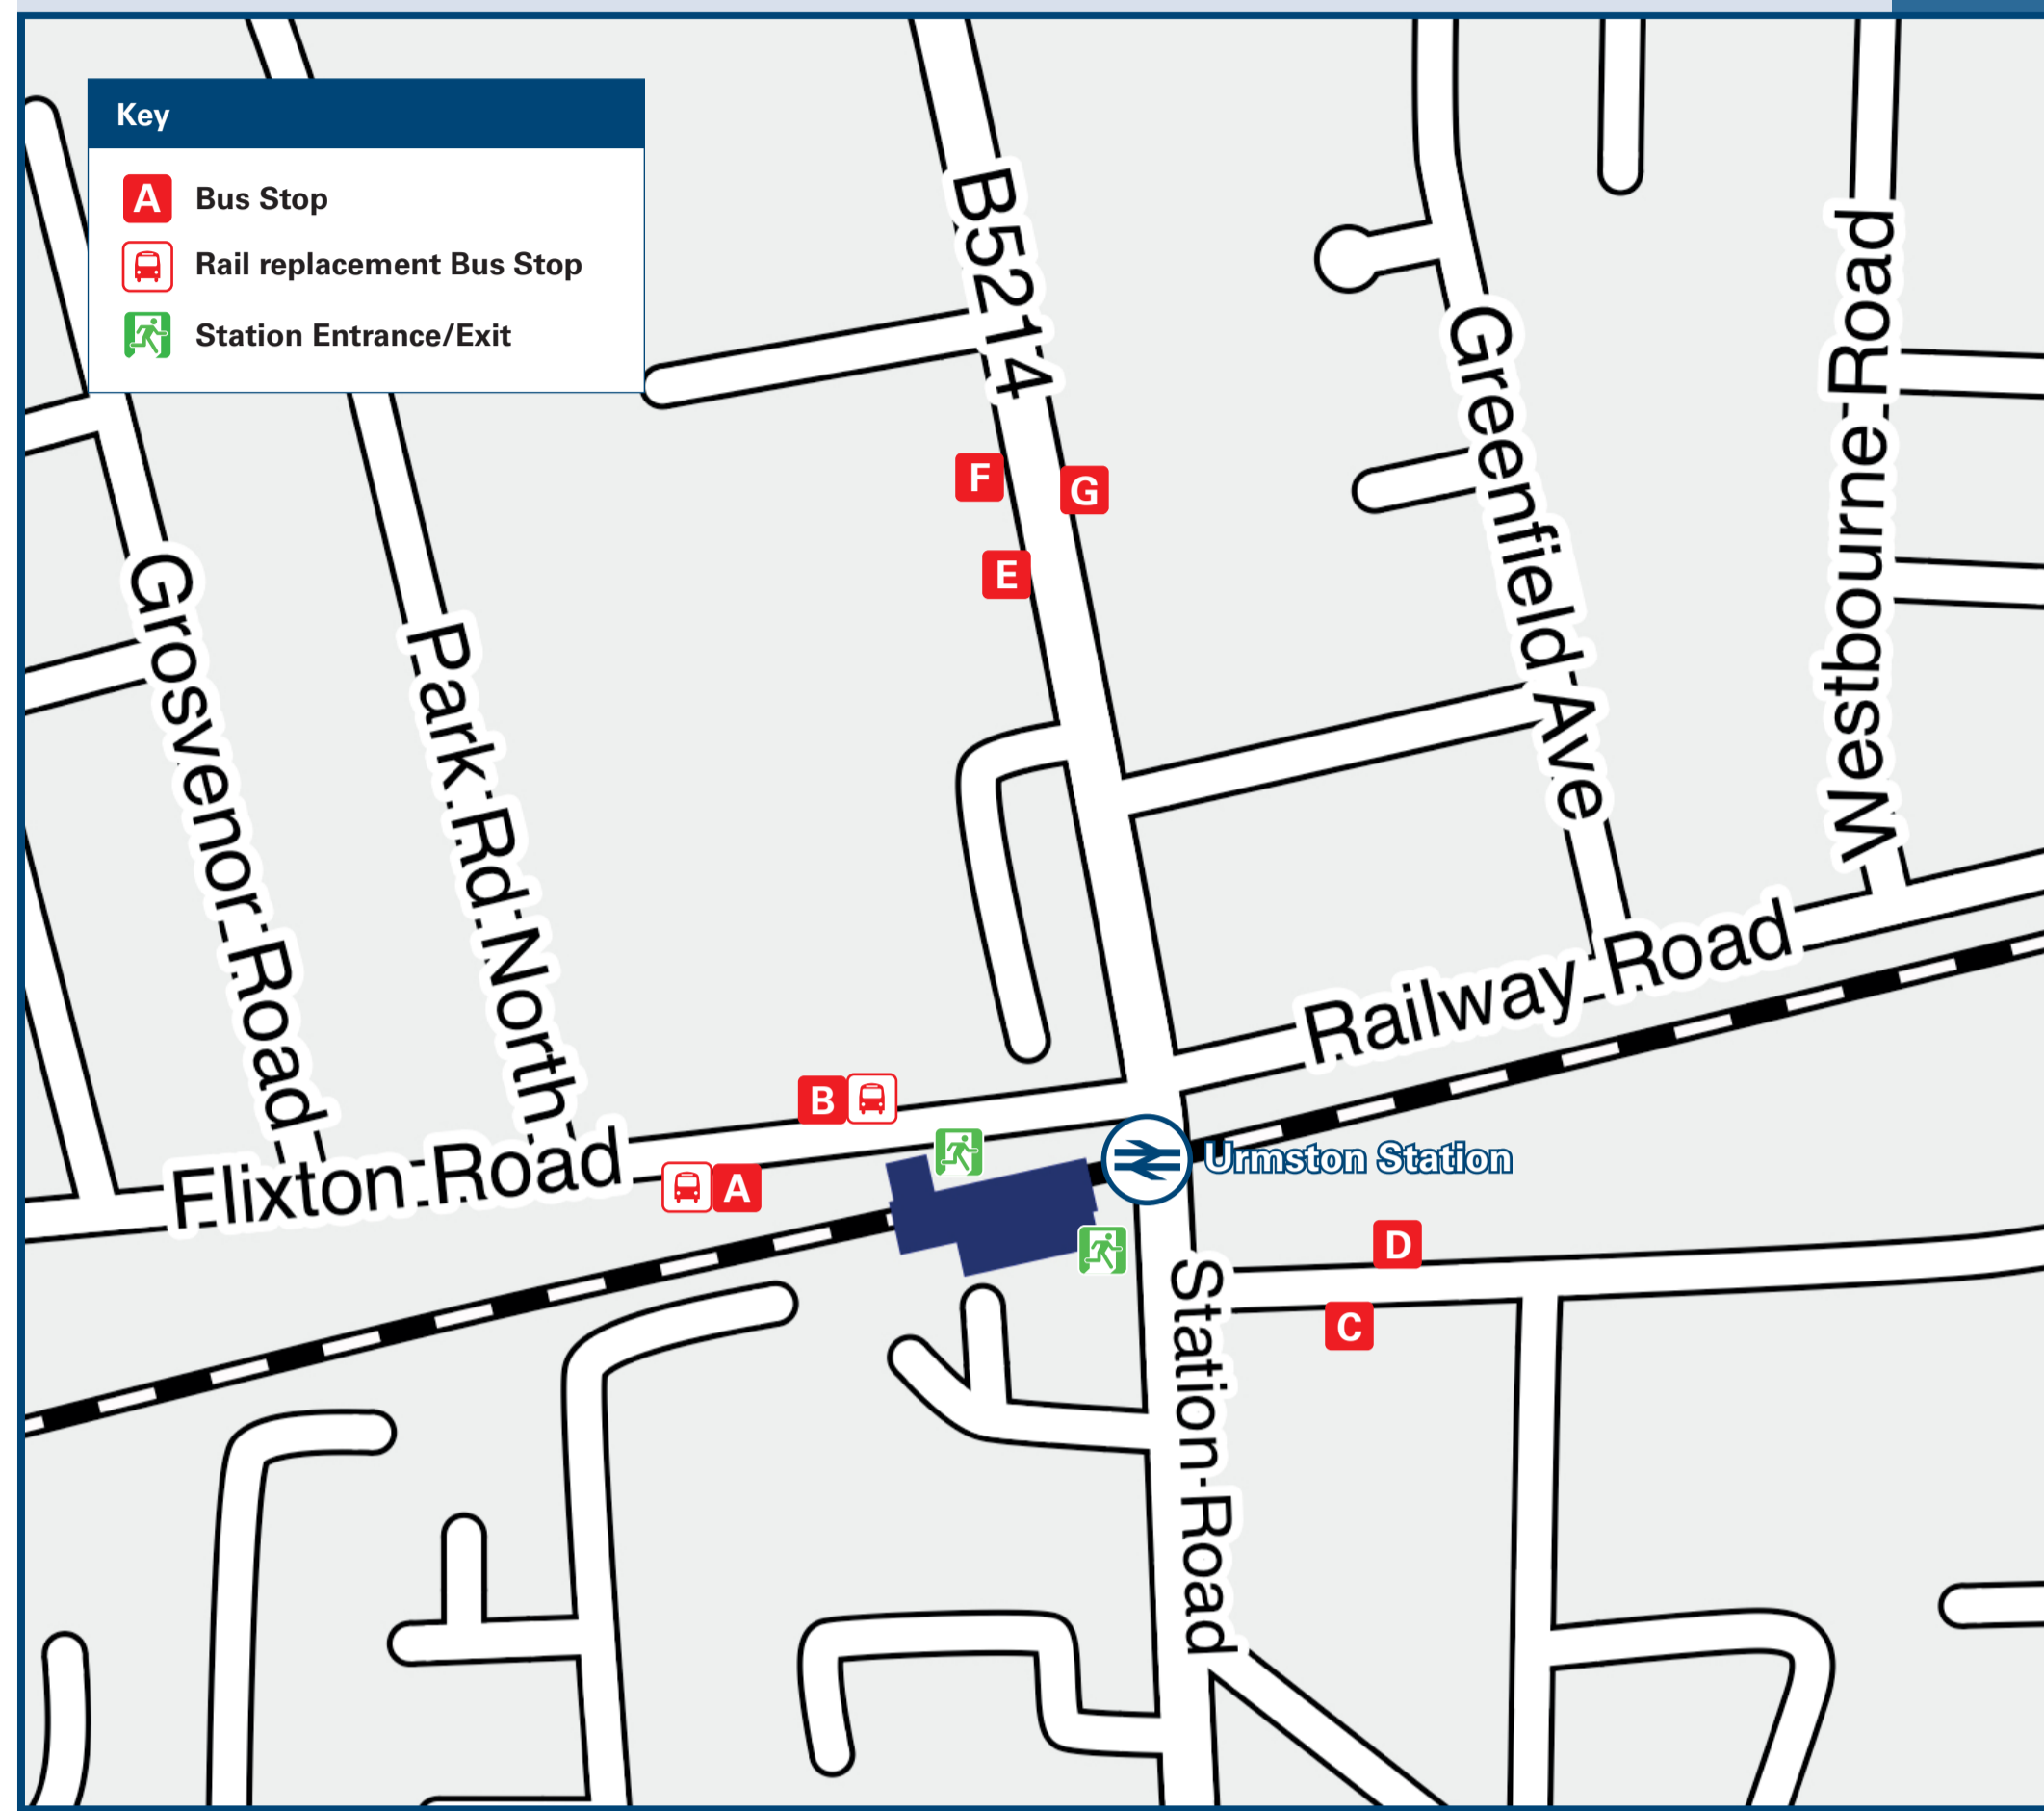 Key
A Bus Stop
Rail replacement Bus Stop
Station Entrance/Exit
B5214
Greenfield Ave
Westbourne Road
F
G
E
Grosvenor Road
Park Rd North
Railway Road
B
Flixton Road
A
Urmston Station
D
C
Station Road